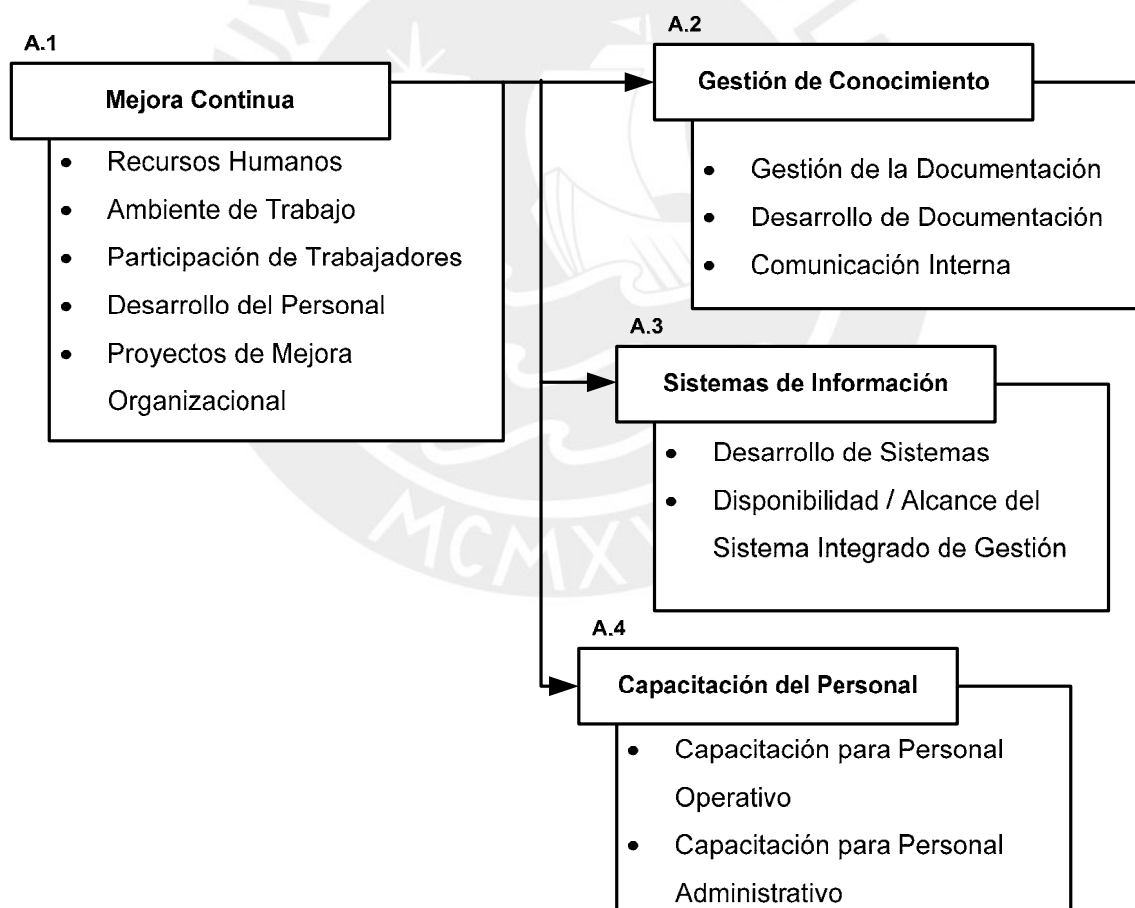 A.1
Mejora Continua
• Recursos Humanos
• Ambiente de Trabajo
• Participación de Trabajadores
• Desarrollo del Personal
• Proyectos de Mejora
Organizacional
A.2
Gestión de Conocimiento
• Gestión de la Documentación
• Desarrollo de Documentación
• Comunicación Interna
A.3
Sistemas de Información
• Desarrollo de Sistemas
• Disponibilidad / Alcance del
Sistema Integrado de Gestión
A.4
Capacitación del Personal
• Capacitación para Personal
Operativo
• Capacitación para Personal
Administrativo